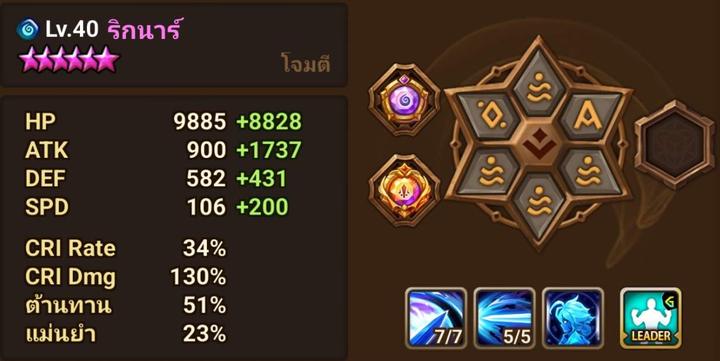 Lv.40 ริกนาร์
โจมตี
HP 9885 +8828
ATK 900 +1737
DEF 582 +431
SPD 106 +200
CRI Rate 34%
CRI Dmg 130%
ต้านทาน 51%
แม่นยำ 23%
7/7 5/5 G
LEADER